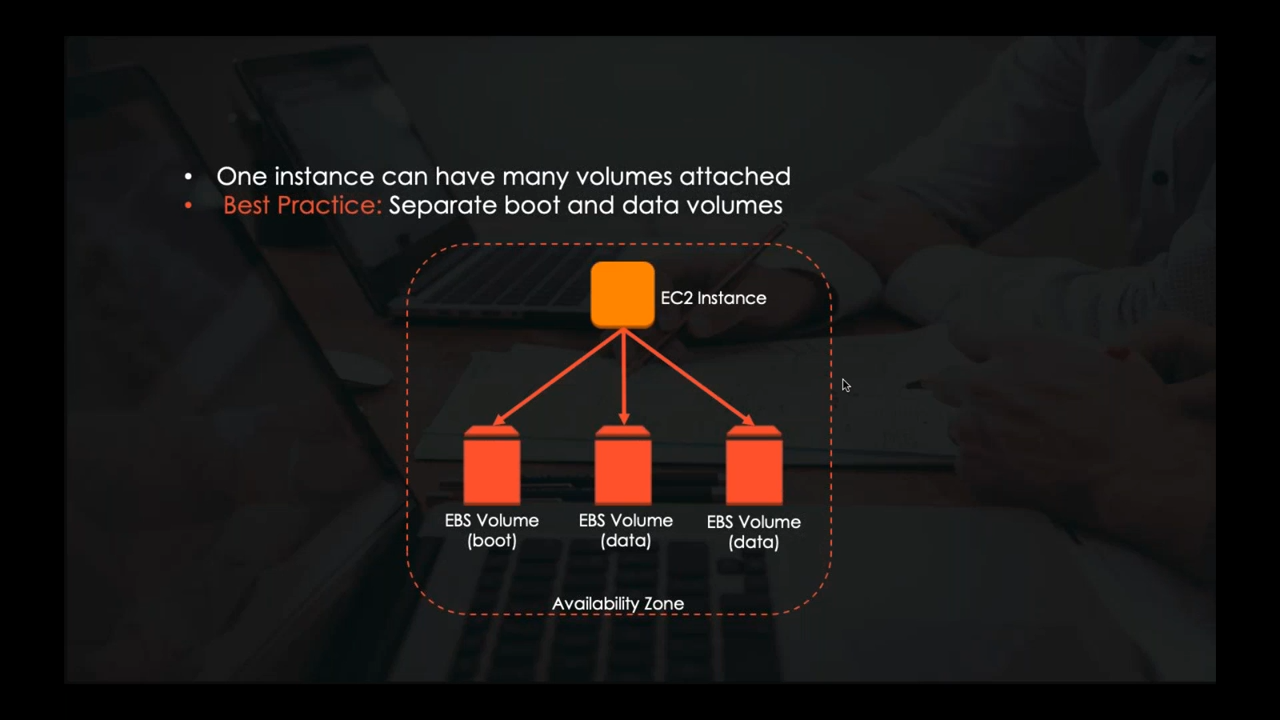 • One instance can have many volumes attached
• Best Practice: Separate boot and data volumes
EC2 Instance
EBS Volume
(boot)
EBS Volume
(data)
EBS Volume
(data)
Availability Zone